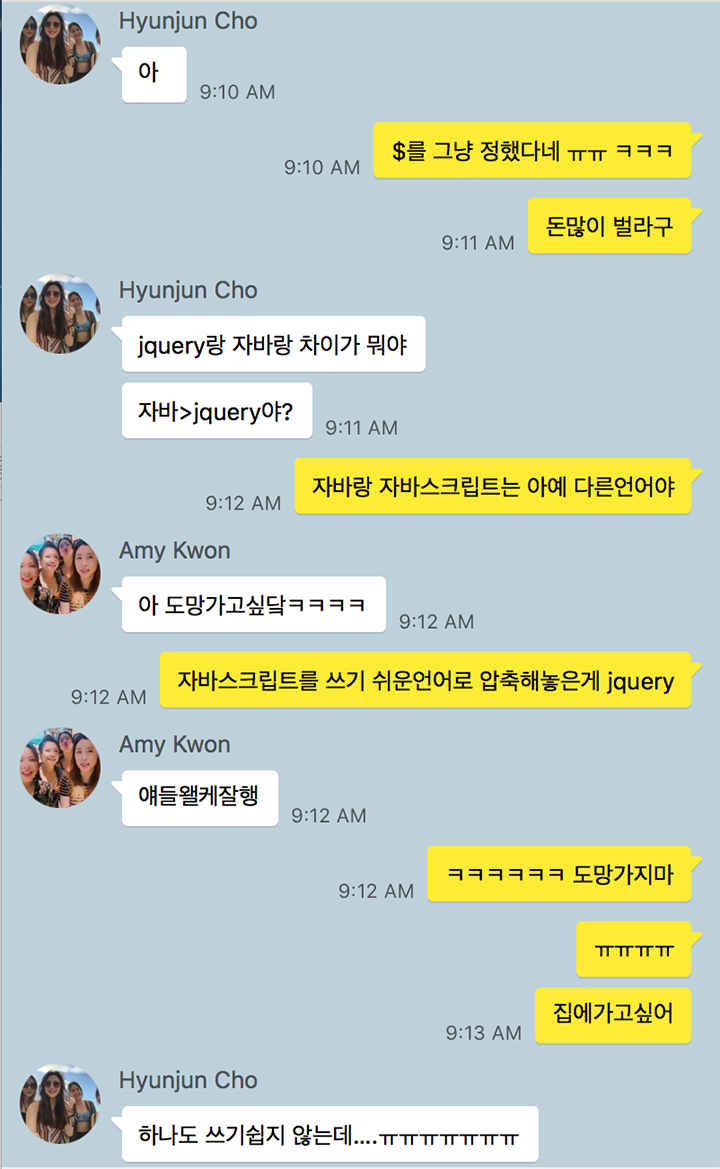 Hyunjun Cho
아
9:10 AM
$를 그냥 정했다네 ㅠㅠ ㅋㅋㅋ
9:10 AM
돈많이 벌라구
9:11 AM
Hyunjun Cho
jquery랑 자바랑 차이가 뭐야
자바>jquery야?
9:11 AM
자바랑 자바스크립트는 아예 다른언어야
9:12 AM
Amy Kwon
아 도망가고싶닼ㅋㅋㅋㅋ
9:12 AM
자바스크립트를 쓰기 쉬운언어로 압축해놓은게 jquery
9:12 AM
Amy Kwon
얘들왤케잘행
9:12 AM
ㅋㅋㅋㅋㅋㅋ 도망가지마
9:12 AM
ㅠㅠㅠㅠ
집에가고싶어
9:13 AM
Hyunjun Cho
하나도 쓰기쉽지 않는데....ㅠㅠㅠㅠㅠㅠㅠ